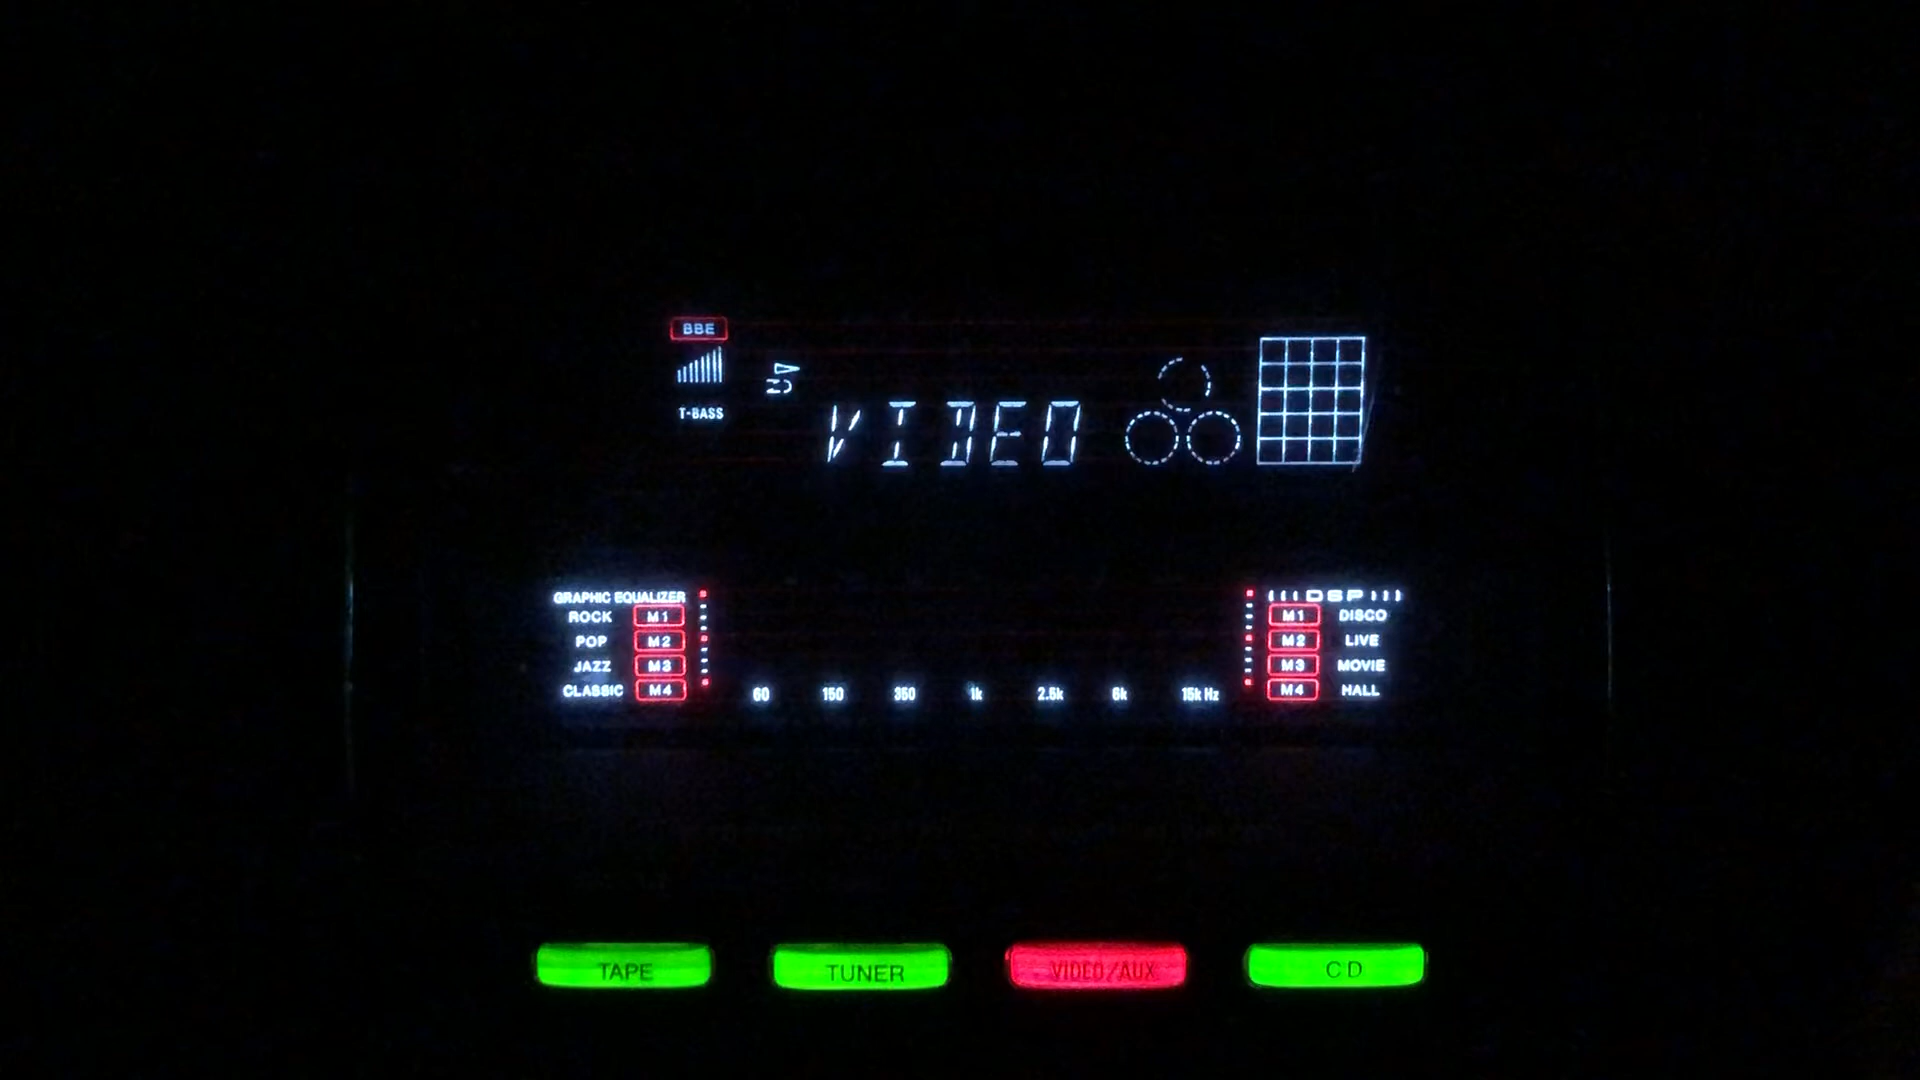 BBE
T-BASS
VIDEO
GRAPHIC EQUALIZER
ROCK M1
POP M2
JAZZ M3
CLASSIC M4
60 150 350 1k 2.5k 6k 15k Hz
DSP
M1 DISCO
M2 LIVE
M3 MOVIE
M4 HALL
TAPE TUNER VIDEO/AUX CD